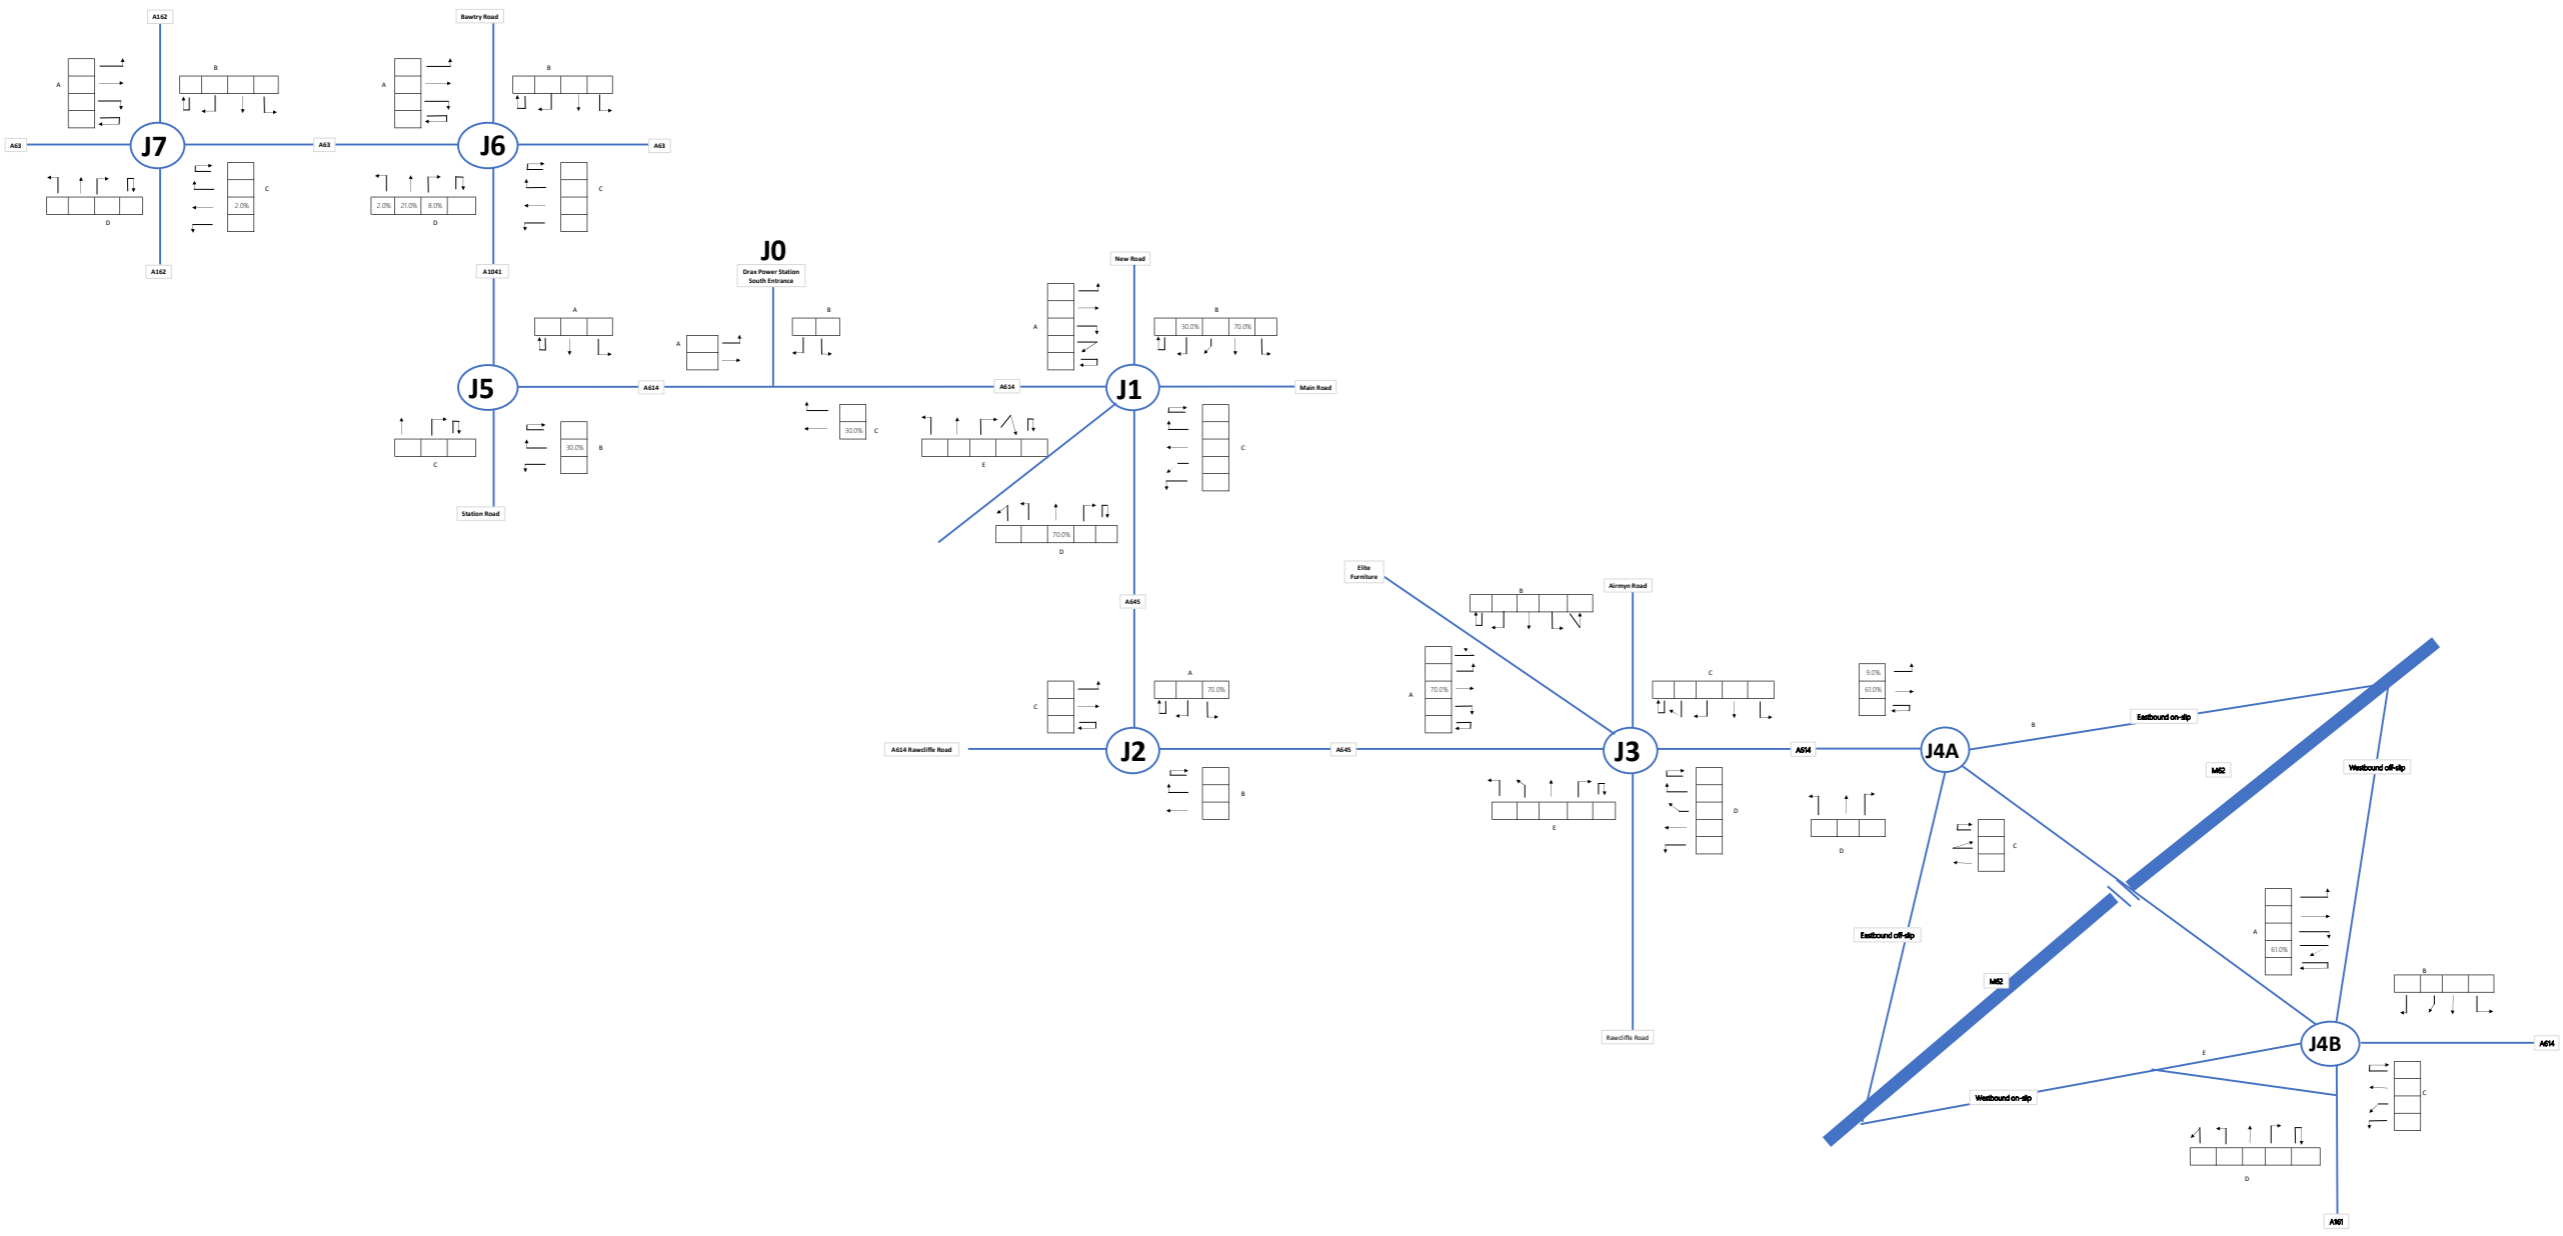 A162
Bawtry Road
A
B
A
B
J7
J6
A63
A63
A63
C
2.0%
D
C
2.0% 21.0% 8.0%
D
A162
A1041
J0
Drax Power Station
South Entrance
New Road
A
A
B
A
B
30.0% 70.0%
J5
A614
A614
J1
Main Road
C
30.0% B
30.0% C
E
C
Station Road
70.0%
D
A645
Elite
Furniture
B
Airmyn Road
A
70.0%
C
A614 Rawcliffe Road
J2
B
A645
A
70.0%
C
J3
E
D
Rawcliffe Road
9.0%
61.0%
A614
J4A
B
Eastbound on-slip
M62
Westbound off-slip
D
C
Eastbound off-slip
M62
A
61.0%
B
J4B
A614
E
Westbound on-slip
C
D
A161